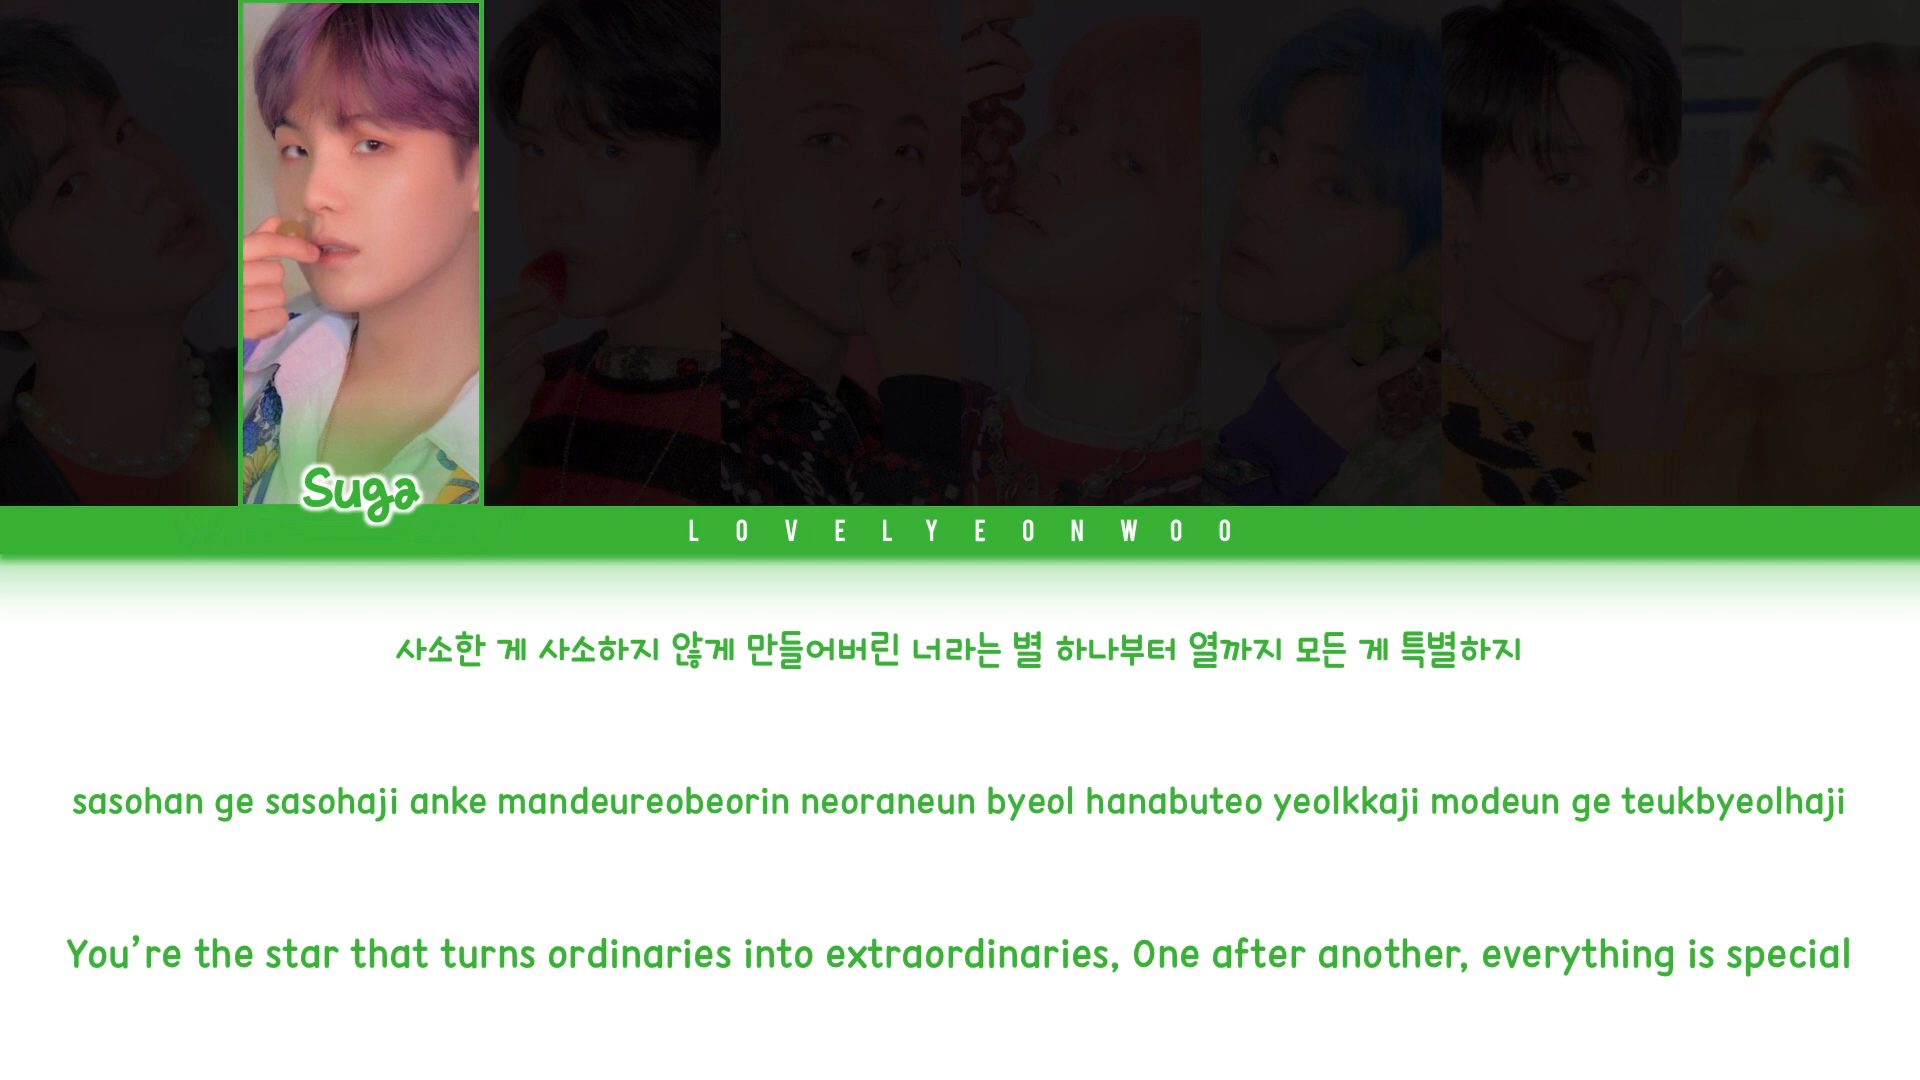 Suga
LOVELYEONWOO
사소한 게 사소하지 않게 만들어버린 너라는 별 하나부터 열까지 모든 게 특별하지
sasohan ge sasohaji anke mandeureobeorin neoraneun byeol hanabuteo yeolkkaji modeun ge teukbyeolhaji
You're the star that turns ordinaries into extraordinaries, One after another, everything is special